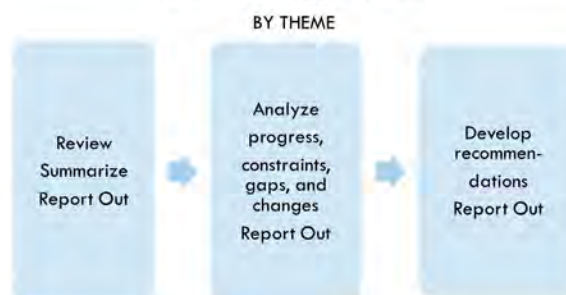 BY THEME
Review
Summarize
Report Out
Analyze
progress,
constraints,
gaps, and
changes
Report Out
Develop
recommen-
dations
Report Out